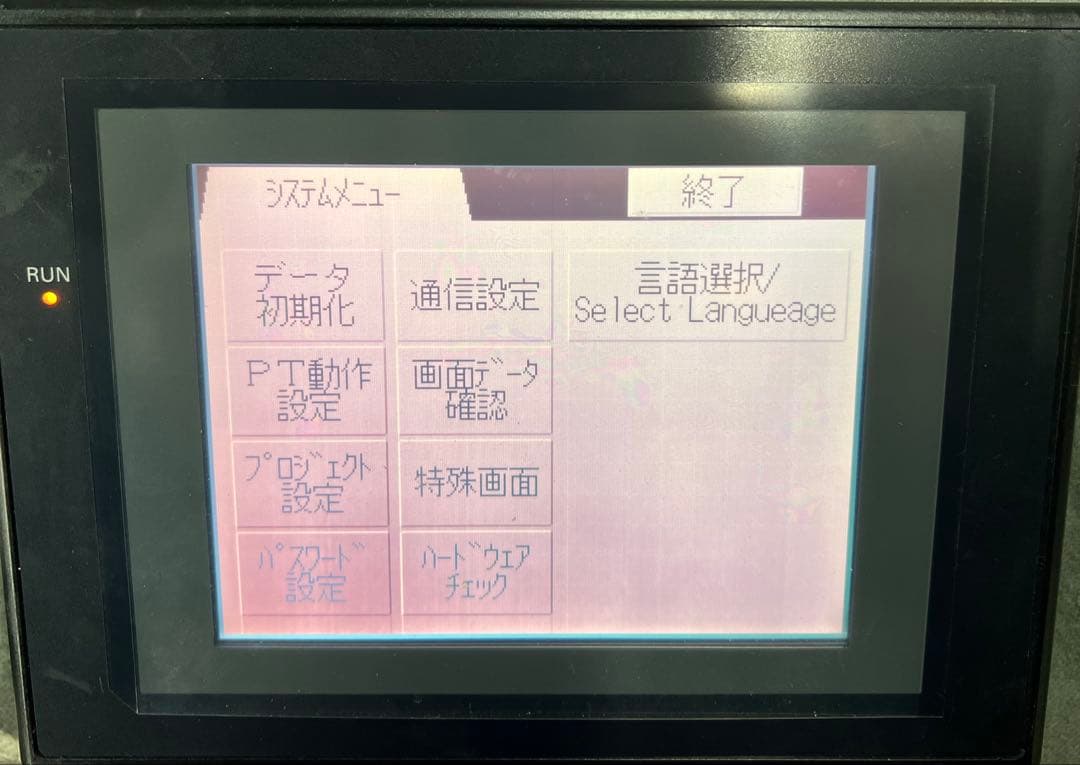 システムメニュー
終了
RUN
データ
初期化
通信設定
言語選択/
Select Langueage
PT動作
設定
画面データ
確認
プロジェクト
設定
特殊画面
パスワード
設定
ハードウェア
チェック